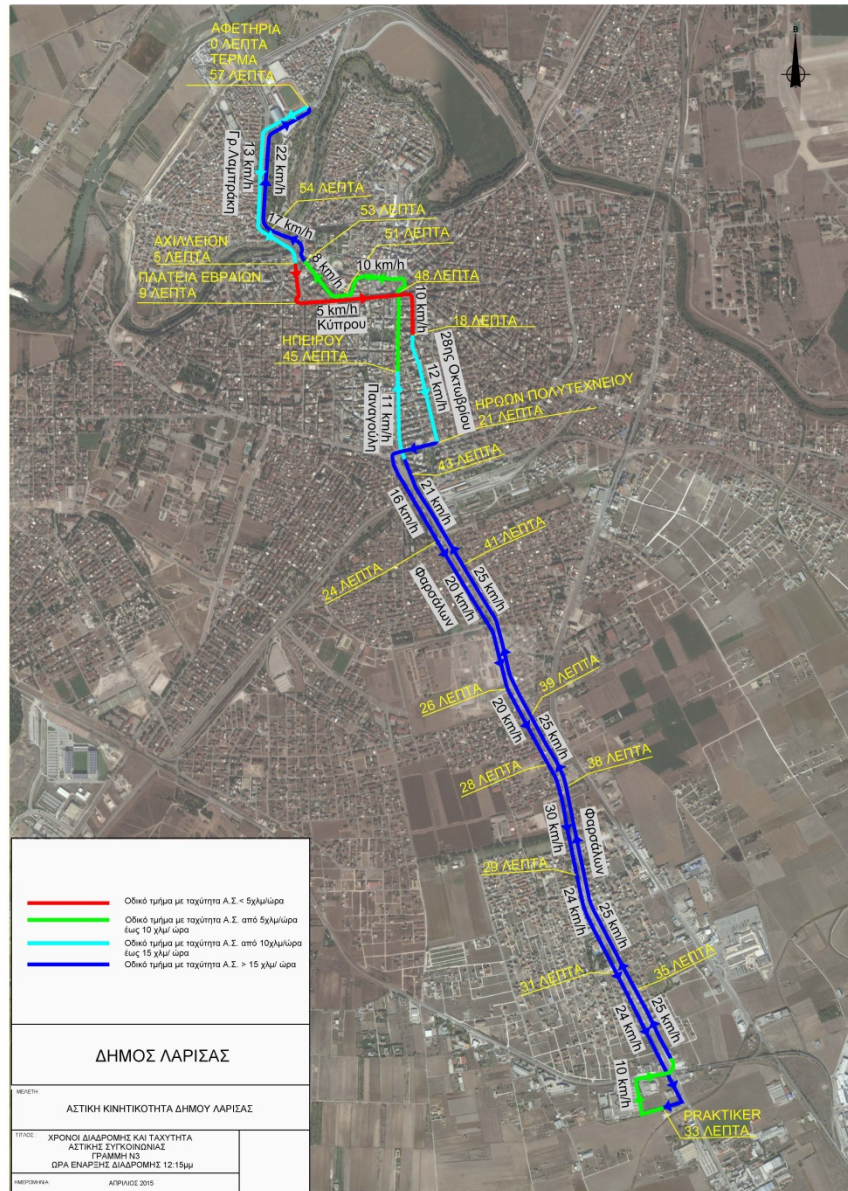 ΑΦΕΤΗΡΙΑ
0 ΛΕΠΤΑ
ΤΕΡΜΑ
57 ΛΕΠΤΑ
Β
Γρ.Λαμπράκη
13 km/h
22 km/h
54 ΛΕΠΤΑ
17 km/h
53 ΛΕΠΤΑ
51 ΛΕΠΤΑ
ΑΧΙΛΛΕΙΟΝ
5 ΛΕΠΤΑ
8 km/h
10 km/h
48 ΛΕΠΤΑ
ΠΛΑΤΕΙΑ ΕΒΡΑΙΩΝ
9 ΛΕΠΤΑ
5 km/h
Κύπρου
10 km/h
18 ΛΕΠΤΑ
ΗΠΕΙΡΟΥ
45 ΛΕΠΤΑ
28ης Οκτωβρίου
12 km/h
ΗΡΩΩΝ ΠΟΛΥΤΕΧΝΕΙΟΥ
21 ΛΕΠΤΑ
Παναγούλη
11 km/h
43 ΛΕΠΤΑ
16 km/h
21 km/h
41 ΛΕΠΤΑ
24 ΛΕΠΤΑ
Φαρσάλων
20 km/h
25 km/h
39 ΛΕΠΤΑ
26 ΛΕΠΤΑ
20 km/h
25 km/h
38 ΛΕΠΤΑ
28 ΛΕΠΤΑ
30 km/h
Φαρσάλων
29 ΛΕΠΤΑ
24 km/h
25 km/h
31 ΛΕΠΤΑ
35 ΛΕΠΤΑ
24 km/h
25 km/h
10 km/h
PRAKTIKER
33 ΛΕΠΤΑ
Οδικό τμήμα με ταχύτητα Α.Σ.< 5χλμ/ώρα
Οδικό τμήμα με ταχύτητα Α.Σ. από 5χλμ/ώρα
έως 10 χλμ/ ώρα
Οδικό τμήμα με ταχύτητα Α.Σ. από 10χλμ/ώρα
έως 15 χλμ/ ώρα
Οδικό τμήμα με ταχύτητα Α.Σ. > 15 χλμ/ ώρα
ΔΗΜΟΣ ΛΑΡΙΣΑΣ
ΜΕΛΕΤΗ:
ΑΣΤΙΚΗ ΚΙΝΗΤΙΚΟΤΗΤΑ ΔΗΜΟΥ ΛΑΡΙΣΑΣ
ΤΙΤΛΟΣ :
ΧΡΟΝΟΙ ΔΙΑΔΡΟΜΗΣ ΚΑΙ ΤΑΧΥΤΗΤΑ
ΑΣΤΙΚΗΣ ΣΥΓΚΟΙΝΩΝΙΑΣ
ΓΡΑΜΜΗ Ν3
ΩΡΑ ΕΝΑΡΞΗΣ ΔΙΑΔΡΟΜΗΣ 12:15μμ
ΗΜΕΡΟΜΗΝΙΑ:
ΑΠΡΙΛΙΟΣ 2015